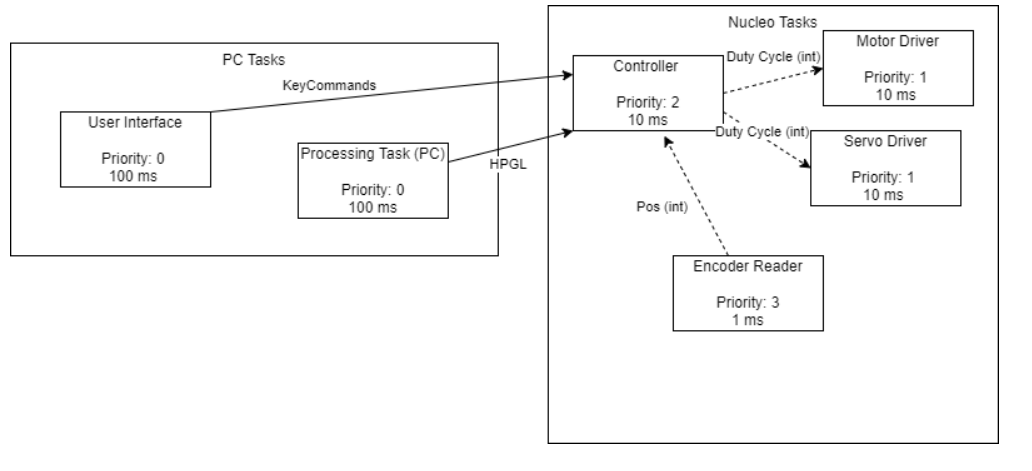 PC Tasks
User Interface
Priority: 0
100 ms
Processing Task (PC)
Priority: 0
100 ms
KeyCommands
HPGL
Nucleo Tasks
Controller
Priority: 2
10 ms
Duty Cycle (int)
Motor Driver
Priority: 1
10 ms
Duty Cycle (int)
Servo Driver
Priority: 1
10 ms
Pos (int)
Encoder Reader
Priority: 3
1 ms